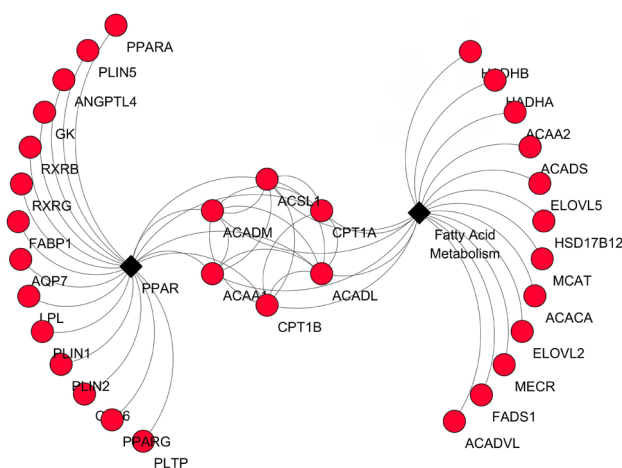 PPARA
PLIN5
ANGPTL4
GK
RXRB
RXRG
FABP1
AQP7
LPL
PLIN1
PLIN2
PPARG
PLTP
PPAR
ACSL1
ACADM
CPT1A
ACAA1
ACADL
CPT1B
Fatty Acid
Metabolism
HADHB
HADHA
ACAA2
ACADS
ELOVL5
HSD17B12
MCAT
ACACA
ELOVL2
MECR
FADS1
ACADVL